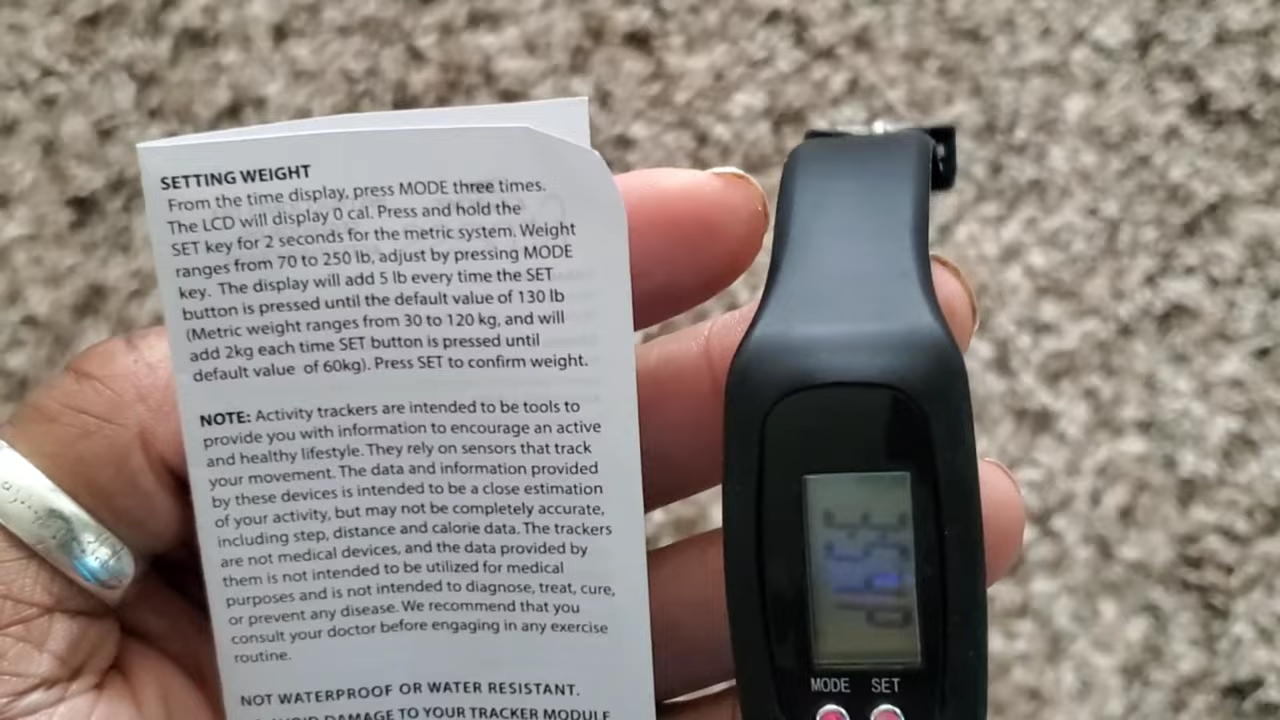 SETTING WEIGHT
From the time display, press MODE three times.
The LCD will display 0 cal. Press and hold the
SET key for 2 seconds for the metric system. Weight
ranges from 70 to 250 lb, adjust by pressing MODE
key. The display will add 5 lb every time the SET
button is pressed until the default value of 130 lb
(Metric weight ranges from 30 to 120 kg, and will
add 2kg each time SET button is pressed until
default value of 60kg). Press SET to confirm weight.
NOTE: Activity trackers are intended to be tools to
provide you with information to encourage an active
and healthy lifestyle. They rely on sensors that track
your movement. The data and information provided
by these devices is intended to be a close estimation
of your activity, but may not be completely accurate,
including step, distance and calorie data. The trackers
are not medical devices, and the data provided by
them is not intended to be utilized for medical
purposes and is not intended to diagnose, treat, cure,
or prevent any disease. We recommend that you
consult your doctor before engaging in any exercise
routine.
NOT WATERPROOF OR WATER RESISTANT.
AVOID DAMAGE TO YOUR TRACKER MODULE
MODE SET